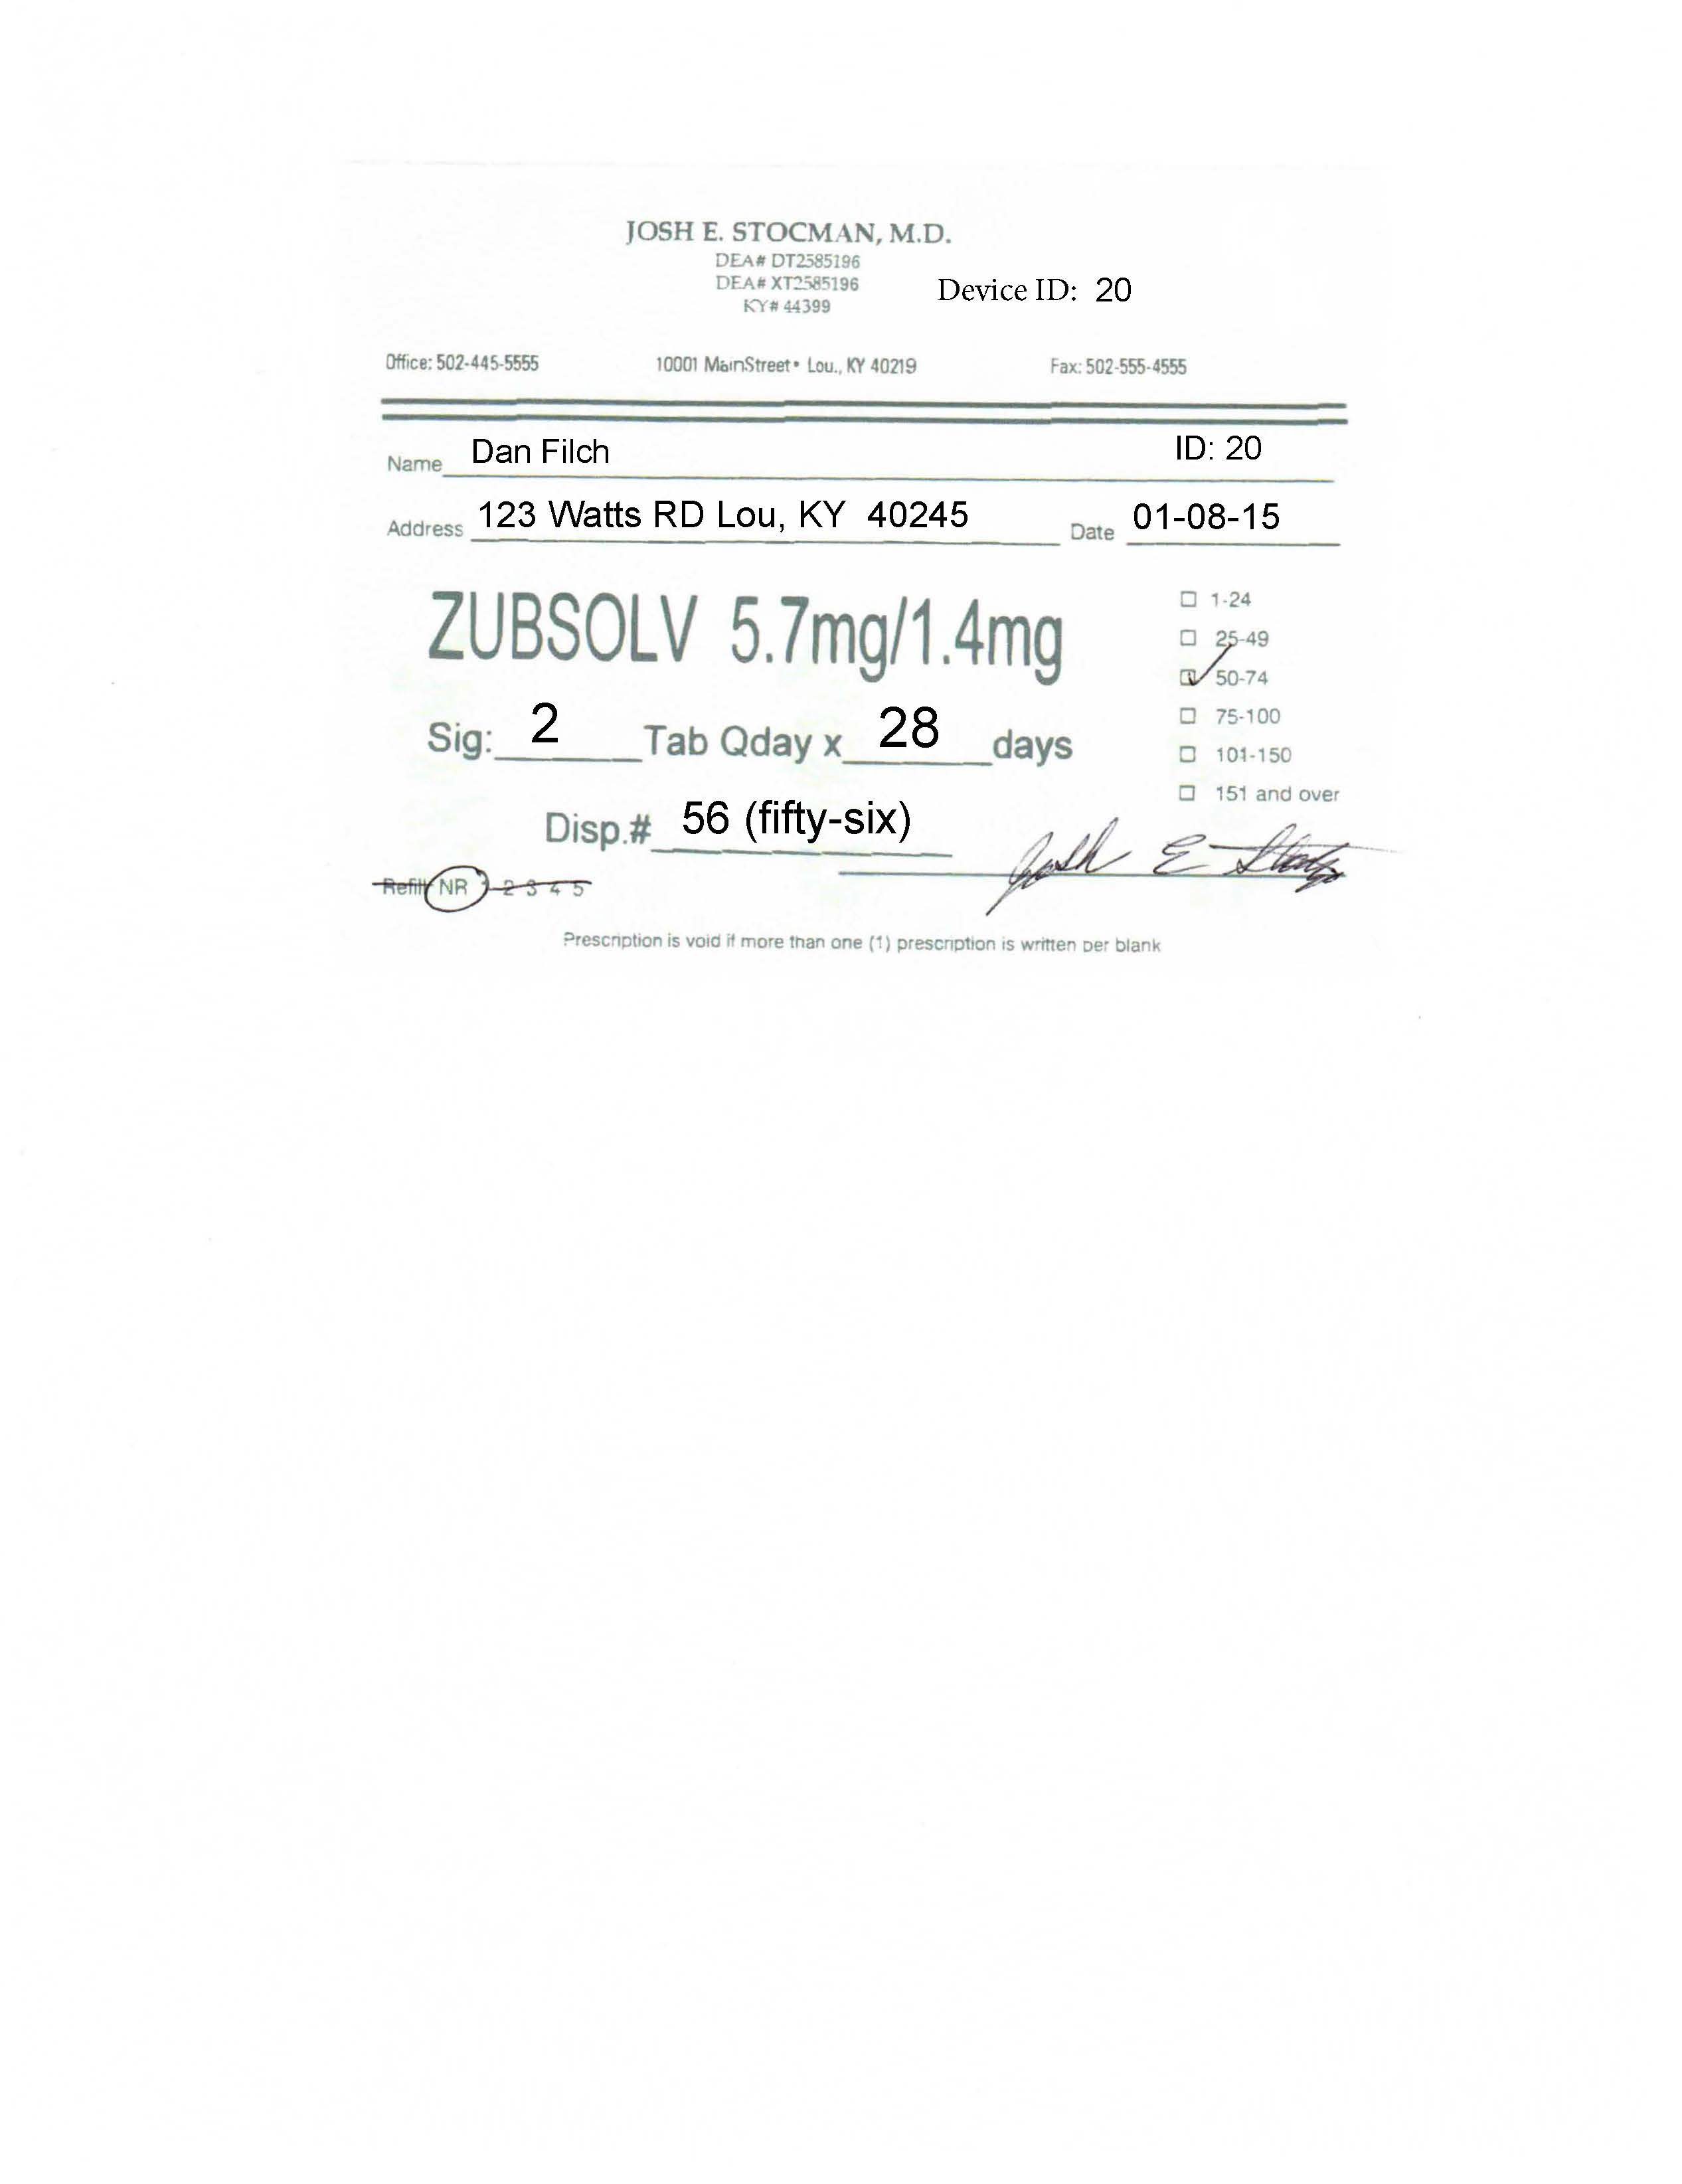 JOSH E. STOCMAN, M.D.
DEA# DT2585196
DEA# XT2585196
KY# 44399
Device ID: 20
Office: 502-445-5555 10001 MainStreet • Lou., KY 40219 Fax: 502-555-4555
Name Dan Filch ID: 20
Address 123 Watts RD Lou, KY 40245 Date 01-08-15
ZUBSOLV 5.7mg/1.4mg
Sig: 2 Tab Qday x 28 days
Disp.# 56 (fifty-six)
1-24
25-49
50-74
75-100
101-150
151 and over
Josh E
Refill NR 1 2 3 4 5
Prescription is void if more than one (1) prescription is written per blank